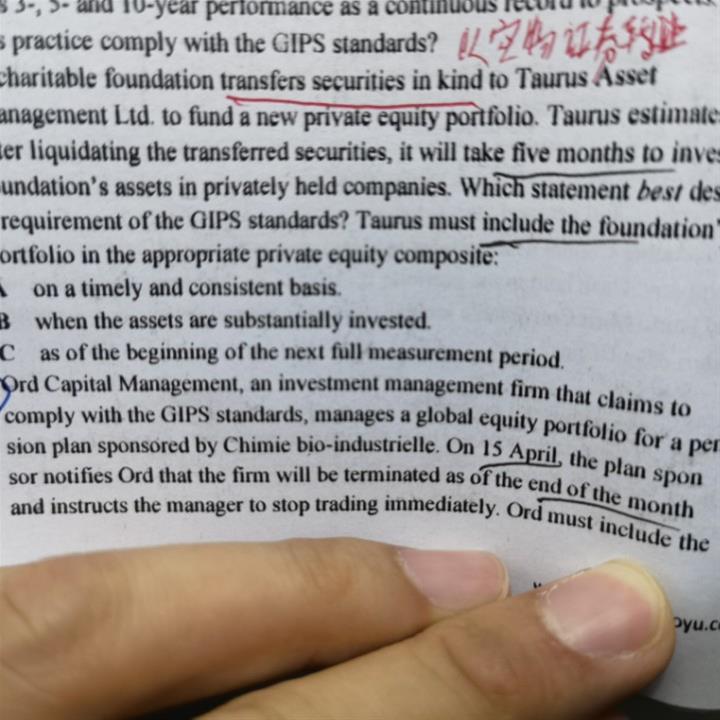 3-, 5- and 10-year performance as a continuous record to
practice comply with the GIPS standards? 以实物证券转让
charitable foundation transfers securities in kind to Taurus Asset
anagement Ltd. to fund a new private equity portfolio. Taurus estimate
ter liquidating the transferred securities, it will take five months to inves
undation's assets in privately held companies. Which statement best des
requirement of the GIPS standards? Taurus must include the foundation'
ortfolio in the appropriate private equity composite:
on a timely and consistent basis.
B when the assets are substantially invested.
C as of the beginning of the next full measurement period.
Ord Capital Management, an investment management firm that claims to
comply with the GIPS standards, manages a global equity portfolio for a pen
sion plan sponsored by Chimie bio-industrielle. On 15 April, the plan spon
sor notifies Ord that the firm will be terminated as of the end of the month
and instructs the manager to stop trading immediately. Ord must include the
oyu.c